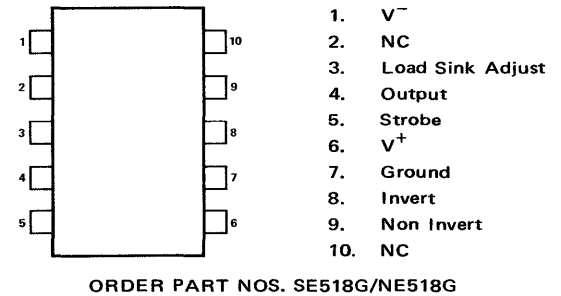 1 10
2 9
3 8
4 7
5 6
1. V⁻
2. NC
3. Load Sink Adjust
4. Output
5. Strobe
6. V⁺
7. Ground
8. Invert
9. Non Invert
10. NC
ORDER PART NOS. SE518G/NE518G